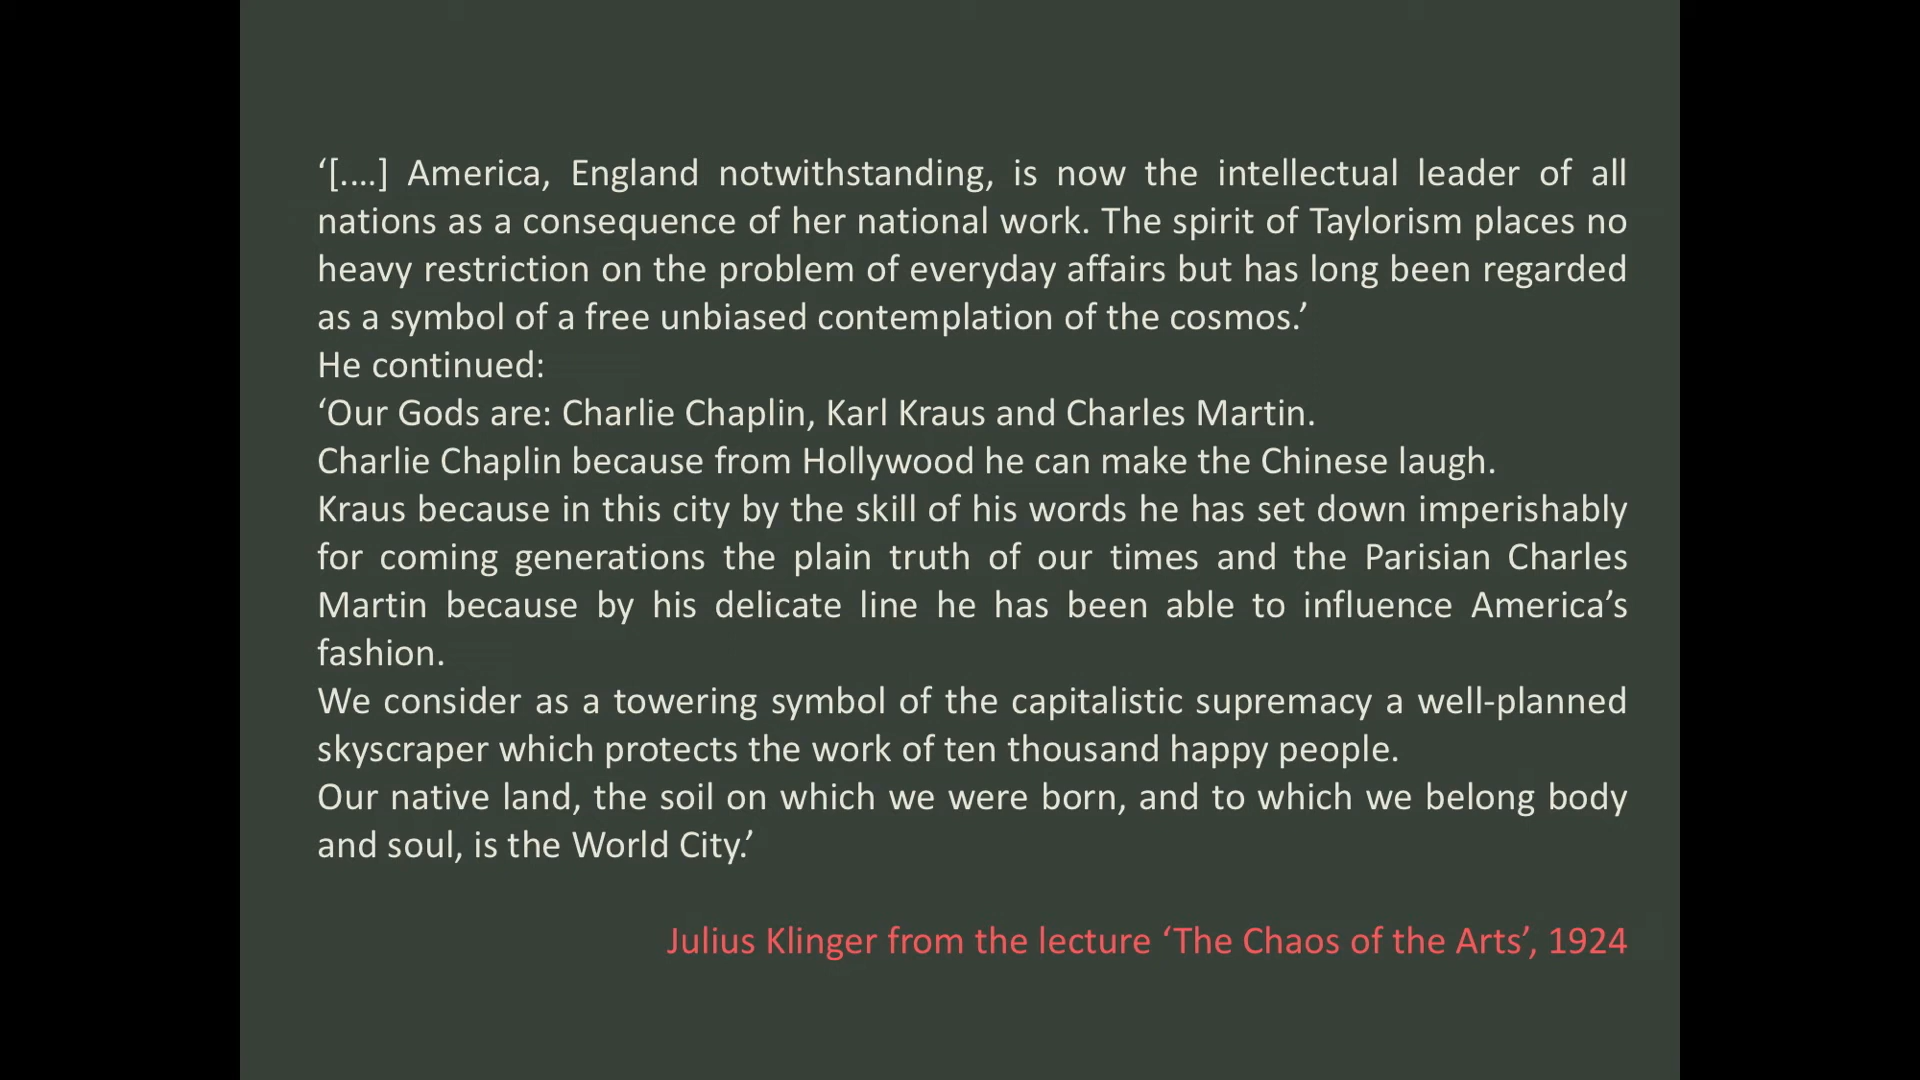 ‘[....] America, England notwithstanding, is now the intellectual leader of all
nations as a consequence of her national work. The spirit of Taylorism places no
heavy restriction on the problem of everyday affairs but has long been regarded
as a symbol of a free unbiased contemplation of the cosmos.’
He continued:
‘Our Gods are: Charlie Chaplin, Karl Kraus and Charles Martin.
Charlie Chaplin because from Hollywood he can make the Chinese laugh.
Kraus because in this city by the skill of his words he has set down imperishably
for coming generations the plain truth of our times and the Parisian Charles
Martin because by his delicate line he has been able to influence America’s
fashion.
We consider as a towering symbol of the capitalistic supremacy a well-planned
skyscraper which protects the work of ten thousand happy people.
Our native land, the soil on which we were born, and to which we belong body
and soul, is the World City.’
Julius Klinger from the lecture ‘The Chaos of the Arts’, 1924